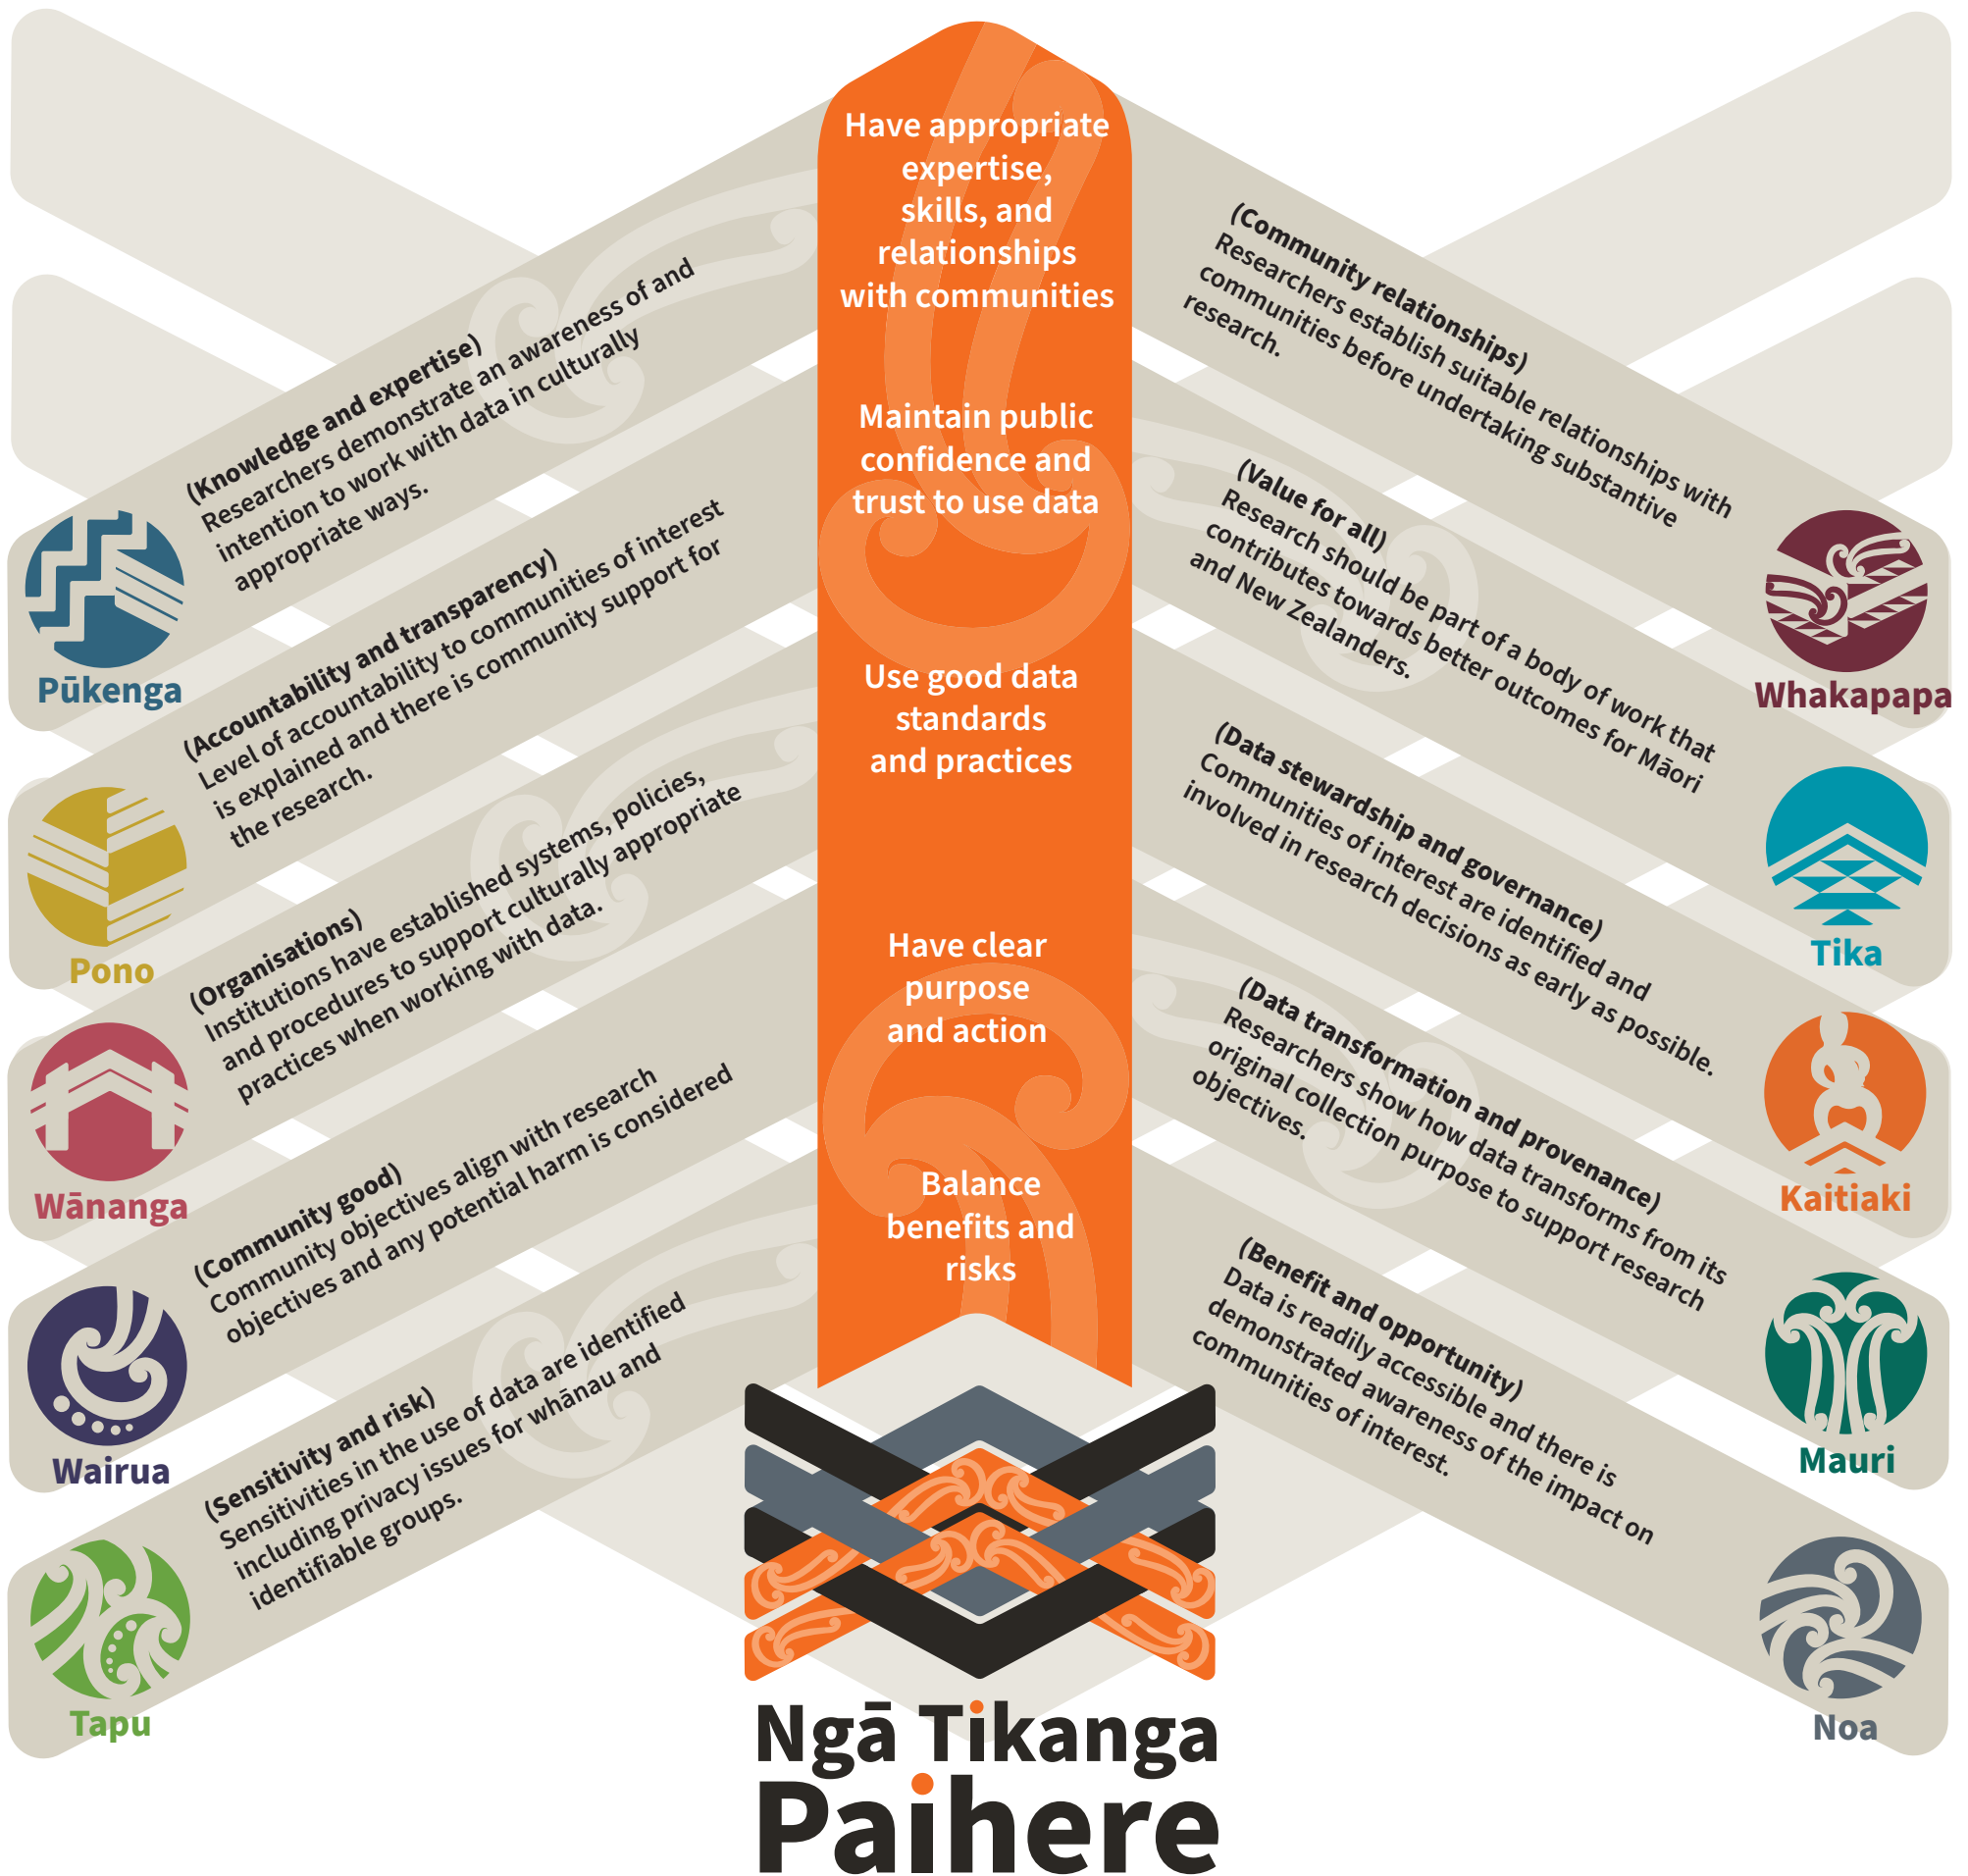 Have appropriate
expertise,
skills, and
relationships
with communities
Maintain public
confidence and
trust to use data
Use good data
standards
and practices
Have clear
purpose
and action
Balance
benefits and
risks
(Knowledge and expertise)
Researchers demonstrate an awareness of and
intention to work with data in culturally
appropriate ways.
Pūkenga
(Accountability and transparency)
Level of accountability to communities of interest
is explained and there is community support for
the research.
Pono
(Organisations)
Institutions have established systems, policies,
and procedures to support culturally appropriate
practices when working with data.
Wānanga
(Community good)
Community objectives align with research
objectives and any potential harm is considered
Wairua
(Sensitivity and risk)
Sensitivities in the use of data are identified
including privacy issues for whānau and
identifiable groups.
Tapu
(Community relationships)
Researchers establish suitable relationships with
communities before undertaking substantive
research.
Whakapapa
(Value for all)
Research should be part of a body of work that
contributes towards better outcomes for Māori
and New Zealanders.
Tika
(Data stewardship and governance)
Communities of interest are identified and
involved in research decisions as early as possible.
Kaitiaki
(Data transformation and provenance)
Researchers show how data transforms from its
original collection purpose to support research
objectives.
Mauri
(Benefit and opportunity)
Data is readily accessible and there is
demonstrated awareness of the impact on
communities of interest.
Noa
Ngā Tikanga
Paihere